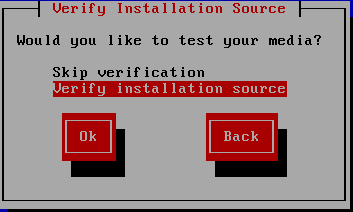 Verify Installation Source
Would you like to test your media?
Skip verification
Verify installation source
Ok Back